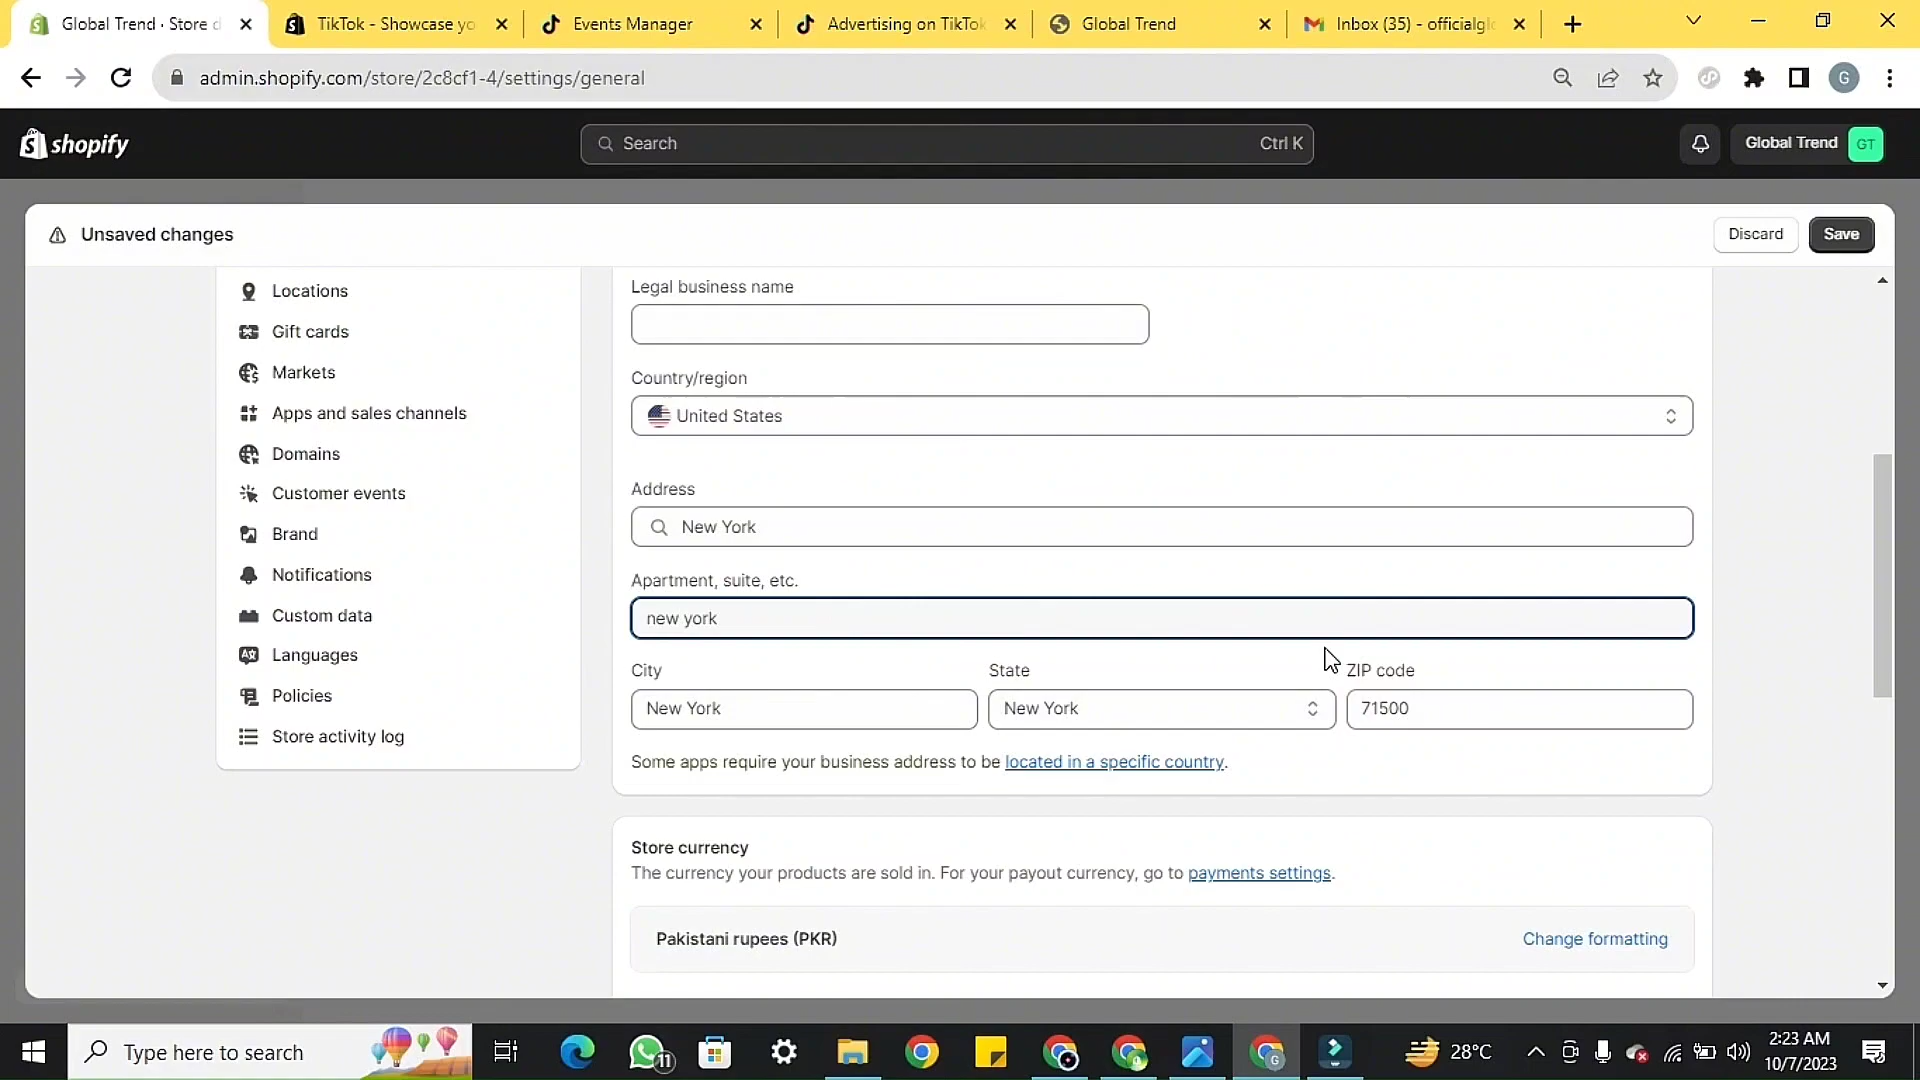 Global Trend · Store d
TikTok - Showcase yo
Events Manager
Advertising on TikTok
Global Trend
Inbox (35) - officialglo
admin.shopify.com/store/2c8cf1-4/settings/general
G
shopify
Search
Ctrl K
Global Trend
GT
Unsaved changes
Discard
Save
Locations
Gift cards
Markets
Apps and sales channels
Domains
Customer events
Brand
Notifications
Custom data
Languages
Policies
Store activity log
Legal business name
Country/region
United States
Address
New York
Apartment, suite, etc.
new york
City
State
ZIP code
New York
New York
71500
Some apps require your business address to be located in a specific country.
Store currency
The currency your products are sold in. For your payout currency, go to payments settings.
Pakistani rupees (PKR)
Change formatting
Type here to search
11
G
28°C
2:23 AM
10/7/2023